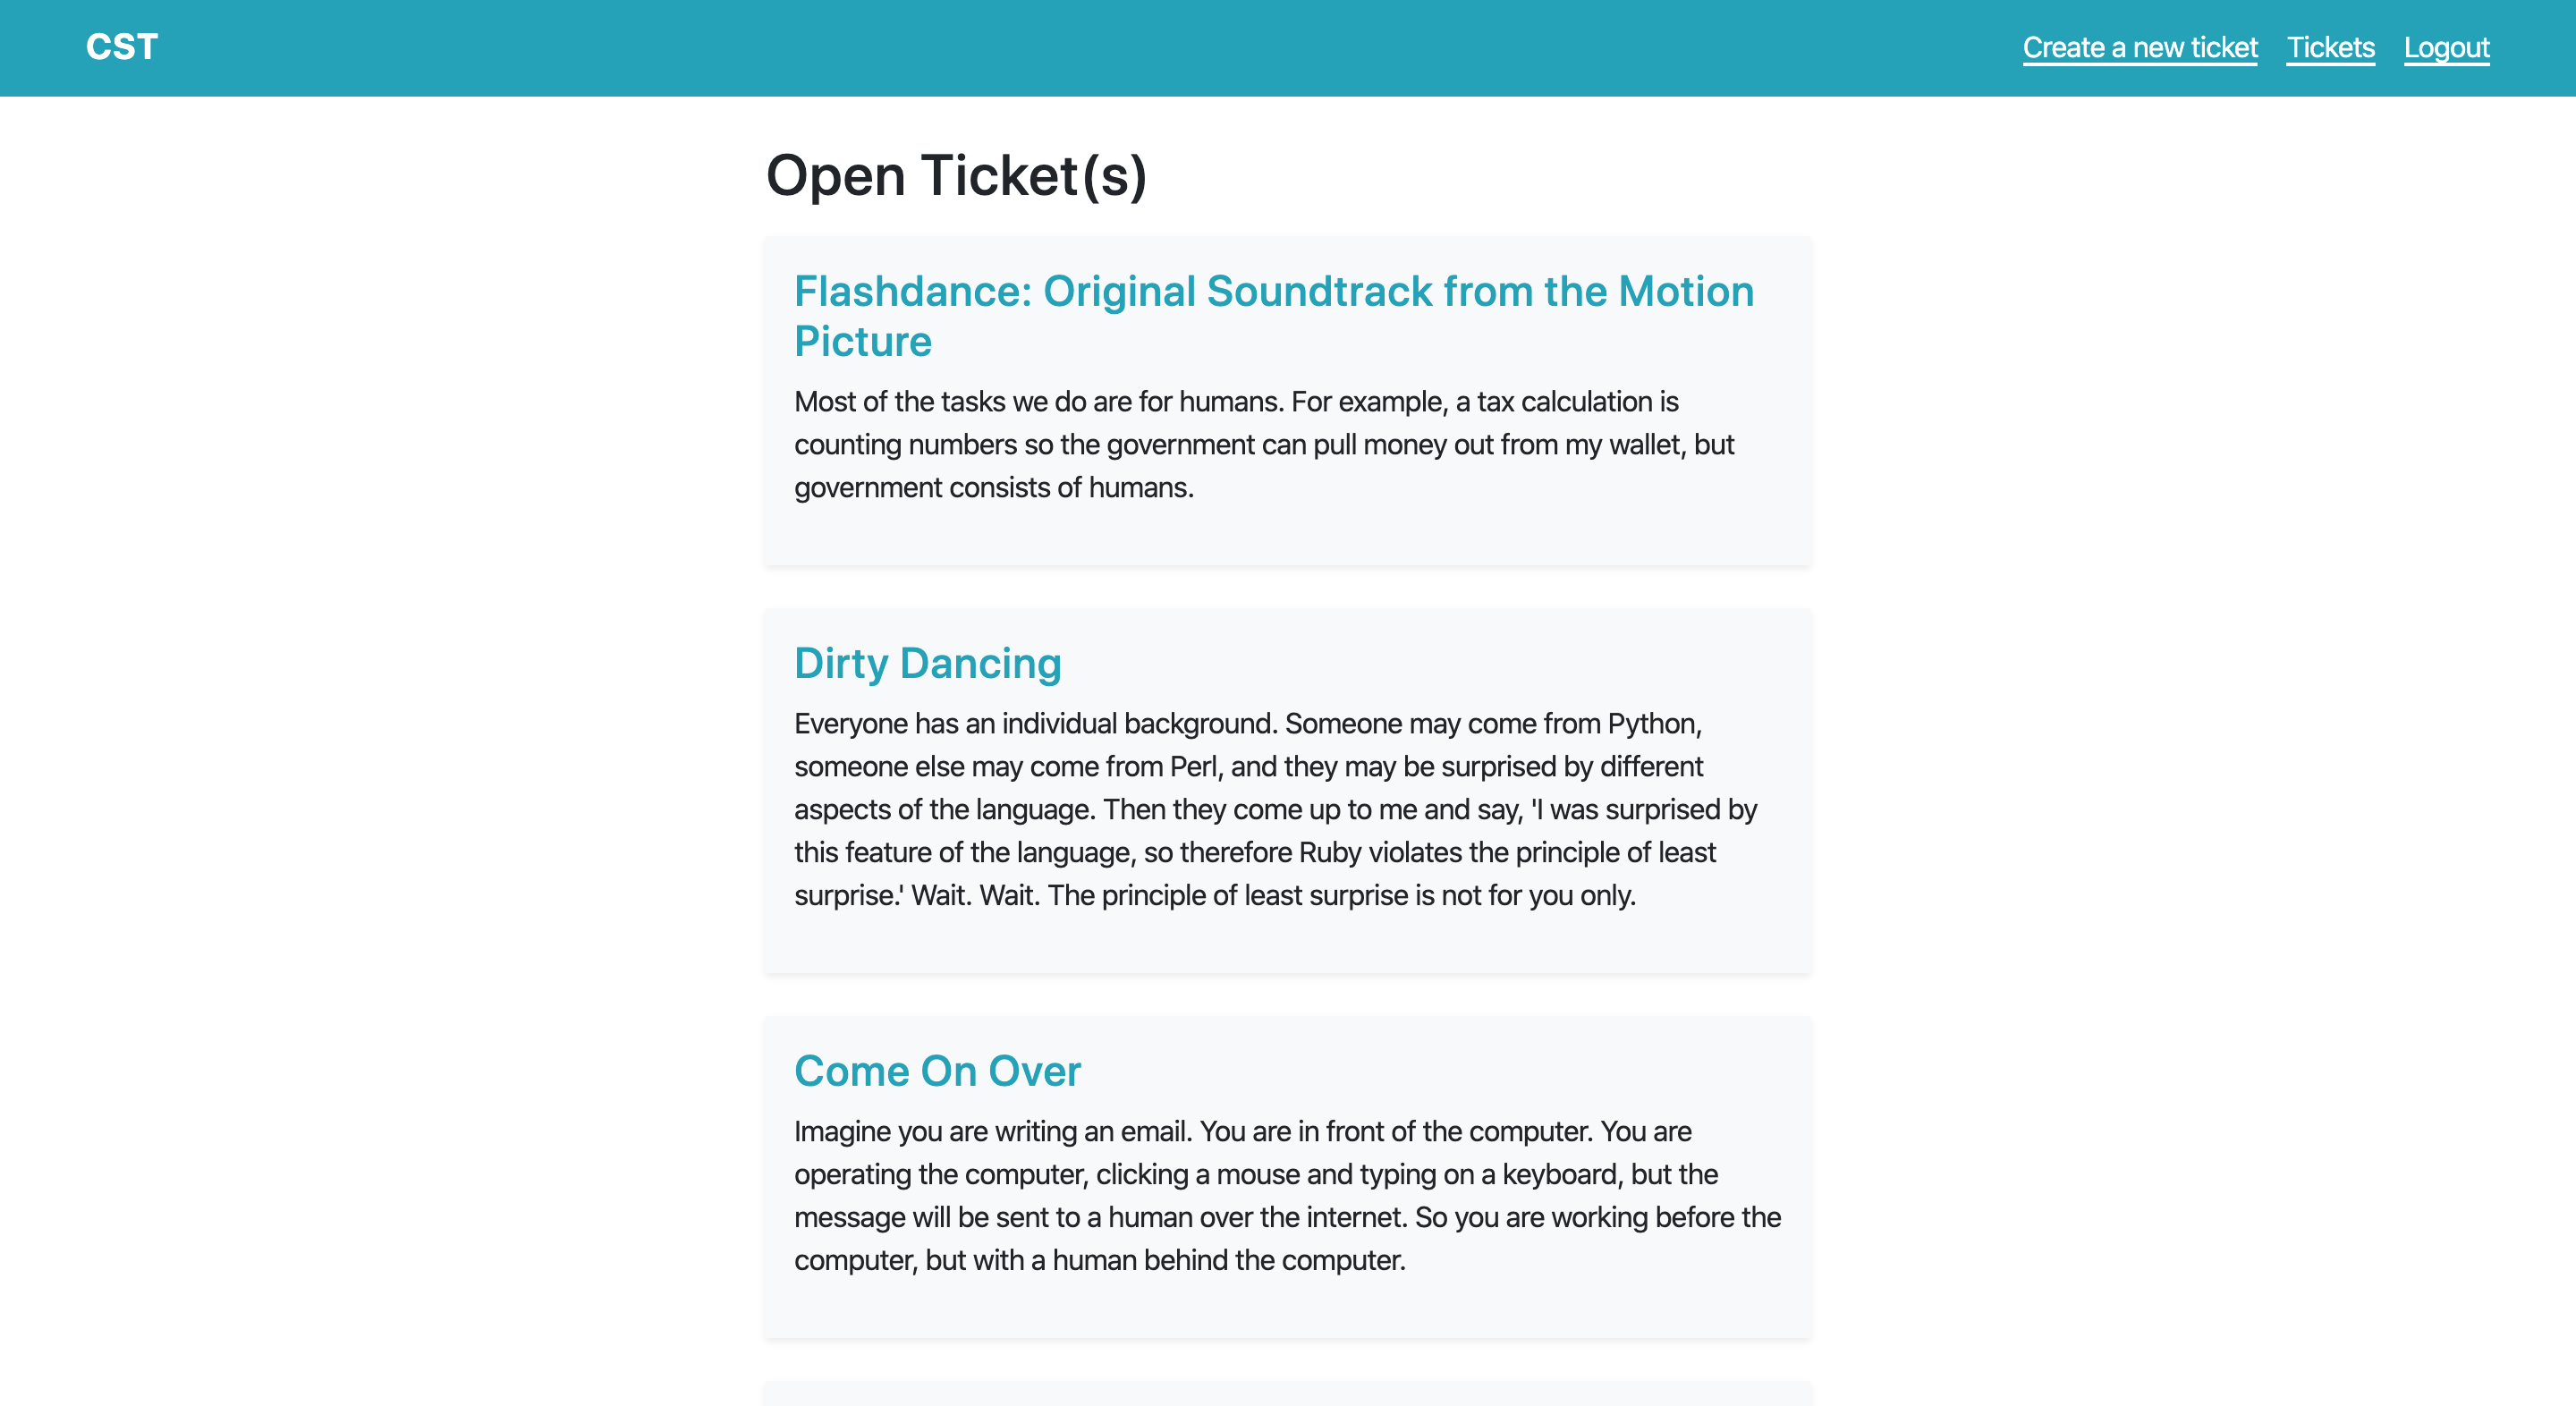 CST
Create a new ticket Tickets Logout
Open Ticket(s)
Flashdance: Original Soundtrack from the Motion
Picture
Most of the tasks we do are for humans. For example, a tax calculation is
counting numbers so the government can pull money out from my wallet, but
government consists of humans.
Dirty Dancing
Everyone has an individual background. Someone may come from Python,
someone else may come from Perl, and they may be surprised by different
aspects of the language. Then they come up to me and say, 'I was surprised by
this feature of the language, so therefore Ruby violates the principle of least
surprise.' Wait. Wait. The principle of least surprise is not for you only.
Come On Over
Imagine you are writing an email. You are in front of the computer. You are
operating the computer, clicking a mouse and typing on a keyboard, but the
message will be sent to a human over the internet. So you are working before the
computer, but with a human behind the computer.